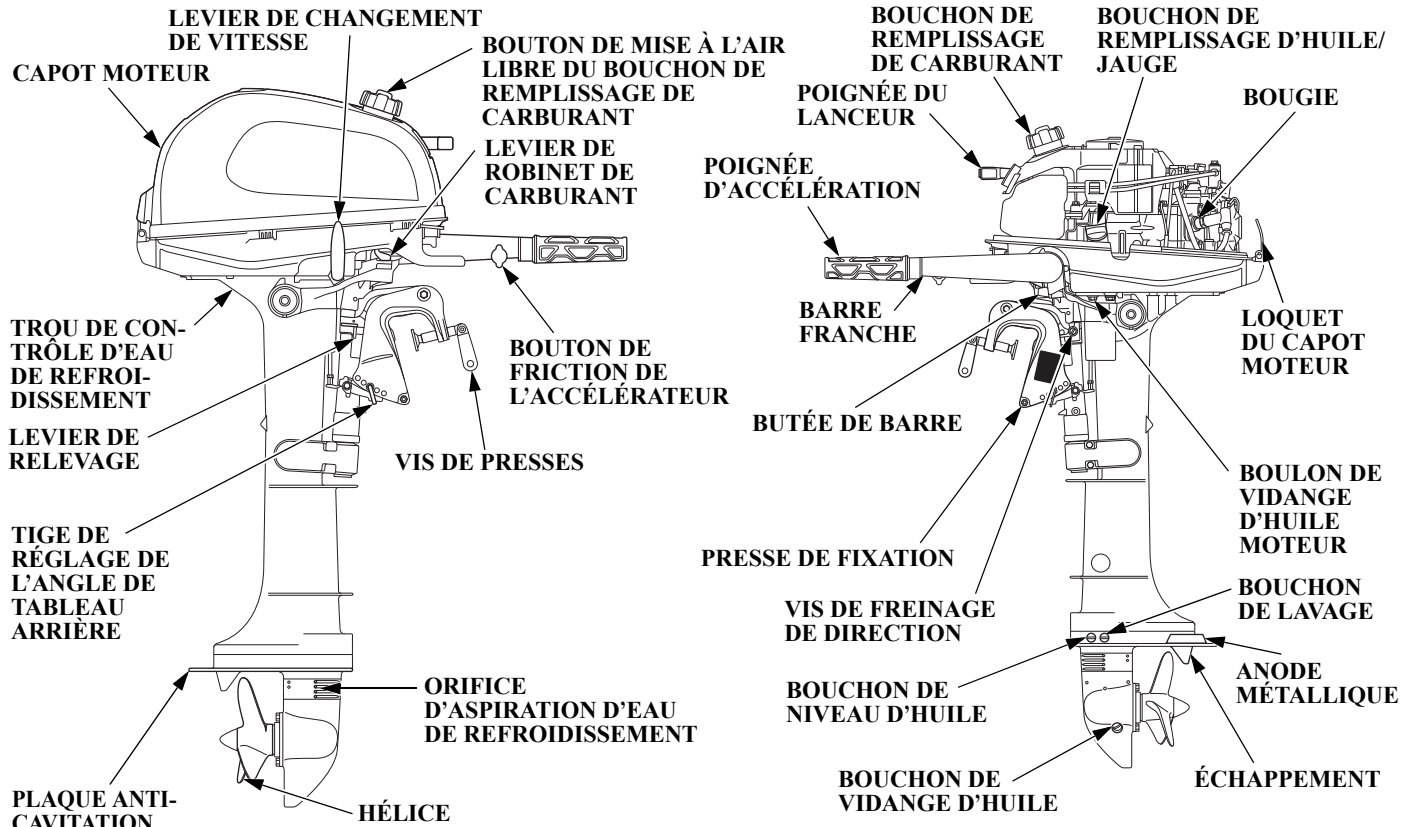 LEVIER DE CHANGEMENT
DE VITESSE
CAPOT MOTEUR
BOUTON DE MISE À L'AIR
LIBRE DU BOUCHON DE
REMPLISSAGE DE
CARBURANT
LEVIER DE
ROBINET DE
CARBURANT
TROU DE CON-
TRÔLE D'EAU
DE REFROI-
DISSEMENT
BOUTON DE
FRICTION DE
L'ACCÉLÉRATEUR
LEVIER DE
RELEVAGE
VIS DE PRESSES
TIGE DE
RÉGLAGE DE
L'ANGLE DE
TABLEAU
ARRIÈRE
ORIFICE
D'ASPIRATION D'EAU
DE REFROIDISSEMENT
PLAQUE ANTI-
CAVITATION
HÉLICE
BOUCHON DE
REMPLISSAGE
DE CARBURANT
BOUCHON DE
REMPLISSAGE D'HUILE/
JAUGE
POIGNÉE DU
LANCEUR
BOUGIE
POIGNÉE
D'ACCÉLÉRATION
BARRE
FRANCHE
LOQUET
DU CAPOT
MOTEUR
BUTÉE DE BARRE
BOULON DE
VIDANGE
D'HUILE
MOTEUR
PRESSE DE FIXATION
VIS DE FREINAGE
DE DIRECTION
BOUCHON
DE LAVAGE
BOUCHON DE
NIVEAU D'HUILE
ANODE
MÉTALLIQUE
BOUCHON DE
VIDANGE D'HUILE
ÉCHAPPEMENT